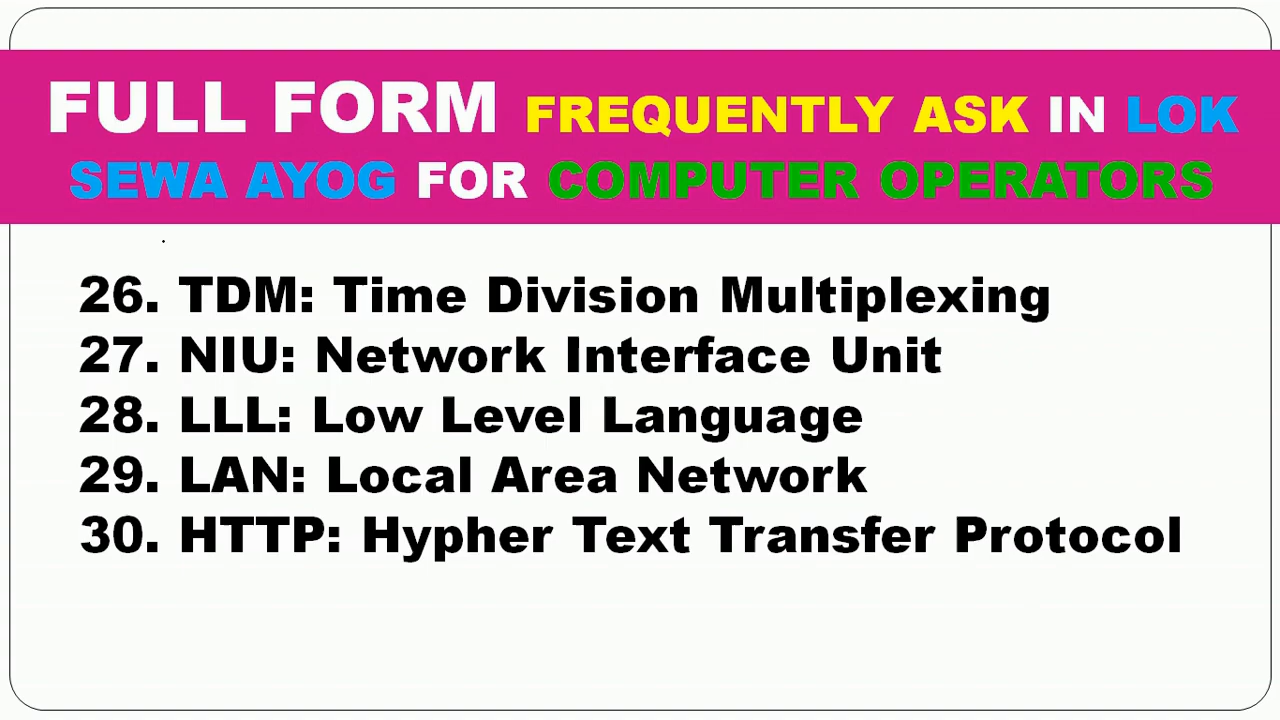 FULL FORM FREQUENTLY ASK IN LOK
SEWA AYOG FOR COMPUTER OPERATORS
26. TDM: Time Division Multiplexing
27. NIU: Network Interface Unit
28. LLL: Low Level Language
29. LAN: Local Area Network
30. HTTP: Hypher Text Transfer Protocol